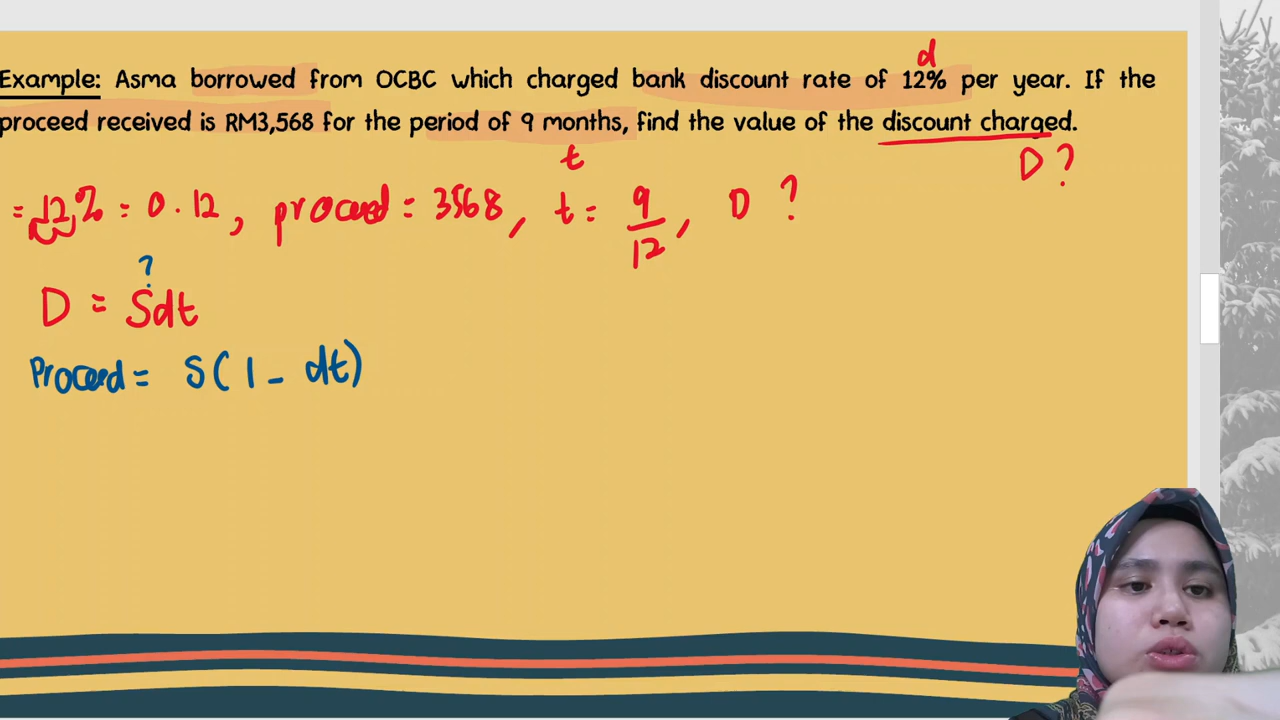 d
Example: Asma borrowed from OCBC which charged bank discount rate of 12% per year. If the
proceed received is RM3,568 for the period of 9 months, find the value of the discount charged.
t
D ?
= 12% = 0.12, proceed = 3568, t = 9/12, D ?
?
D = Sdt
Proceed = S(1 - dt)